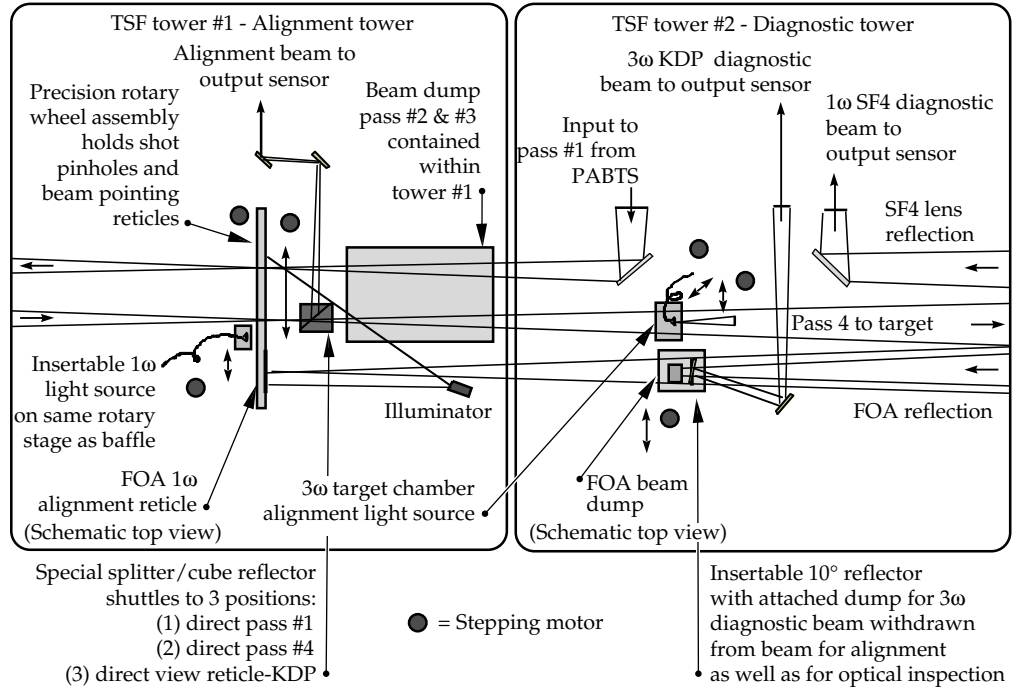 TSF tower #1 - Alignment tower
Alignment beam to
output sensor
Precision rotary
wheel assembly
holds shot
pinholes and
beam pointing
reticles
Beam dump
pass #2 & #3
contained
within
tower #1
Insertable 1ω
light source
on same rotary
stage as baffle
Illuminator
FOA 1ω
alignment reticle
(Schematic top view)
3ω target chamber
alignment light source
TSF tower #2 - Diagnostic tower
3ω KDP diagnostic
beam to output sensor
Input to
pass #1 from
PABTS
1ω SF4 diagnostic
beam to
output sensor
SF4 lens
reflection
Pass 4 to target
FOA reflection
FOA beam
dump
(Schematic top view)
Special splitter/cube reflector
shuttles to 3 positions:
(1) direct pass #1
(2) direct pass #4
(3) direct view reticle-KDP
= Stepping motor
Insertable 10° reflector
with attached dump for 3ω
diagnostic beam withdrawn
from beam for alignment
as well as for optical inspection